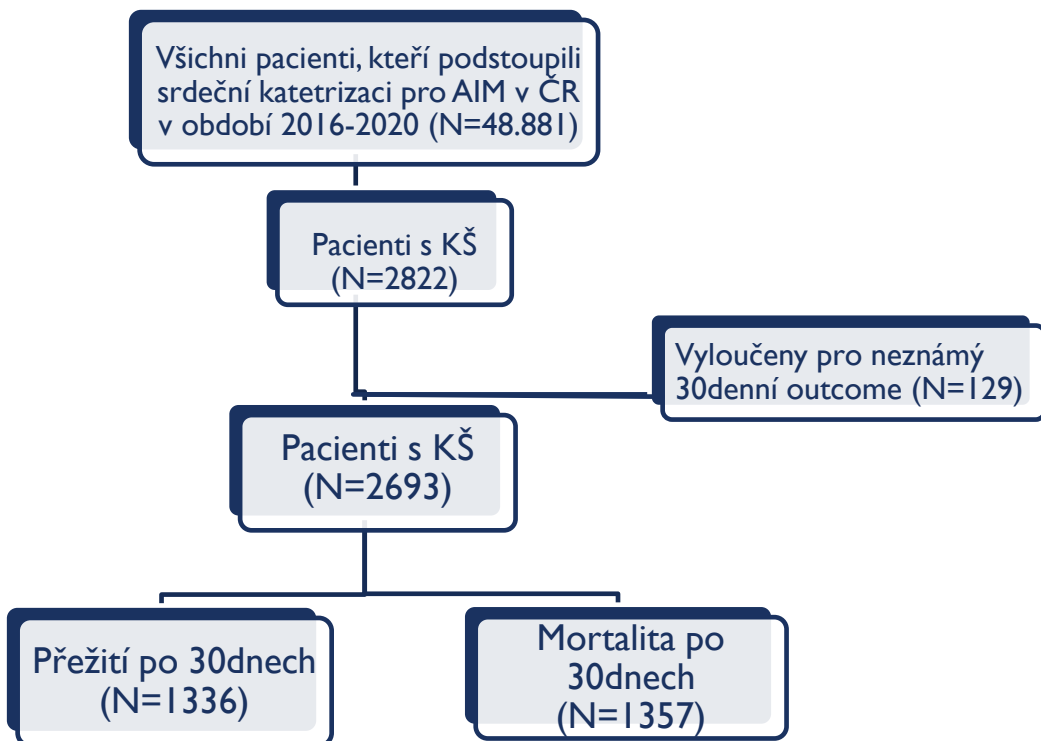 Všichni pacienti, kteří podstoupili
srdeční katetrizaci pro AIM v ČR
v období 2016-2020 (N=48.881)
Pacienti s KŠ
(N=2822)
Vyloučeny pro neznámý
30denní outcome (N=129)
Pacienti s KŠ
(N=2693)
Přežití po 30dnech
(N=1336)
Mortalita po
30dnech
(N=1357)